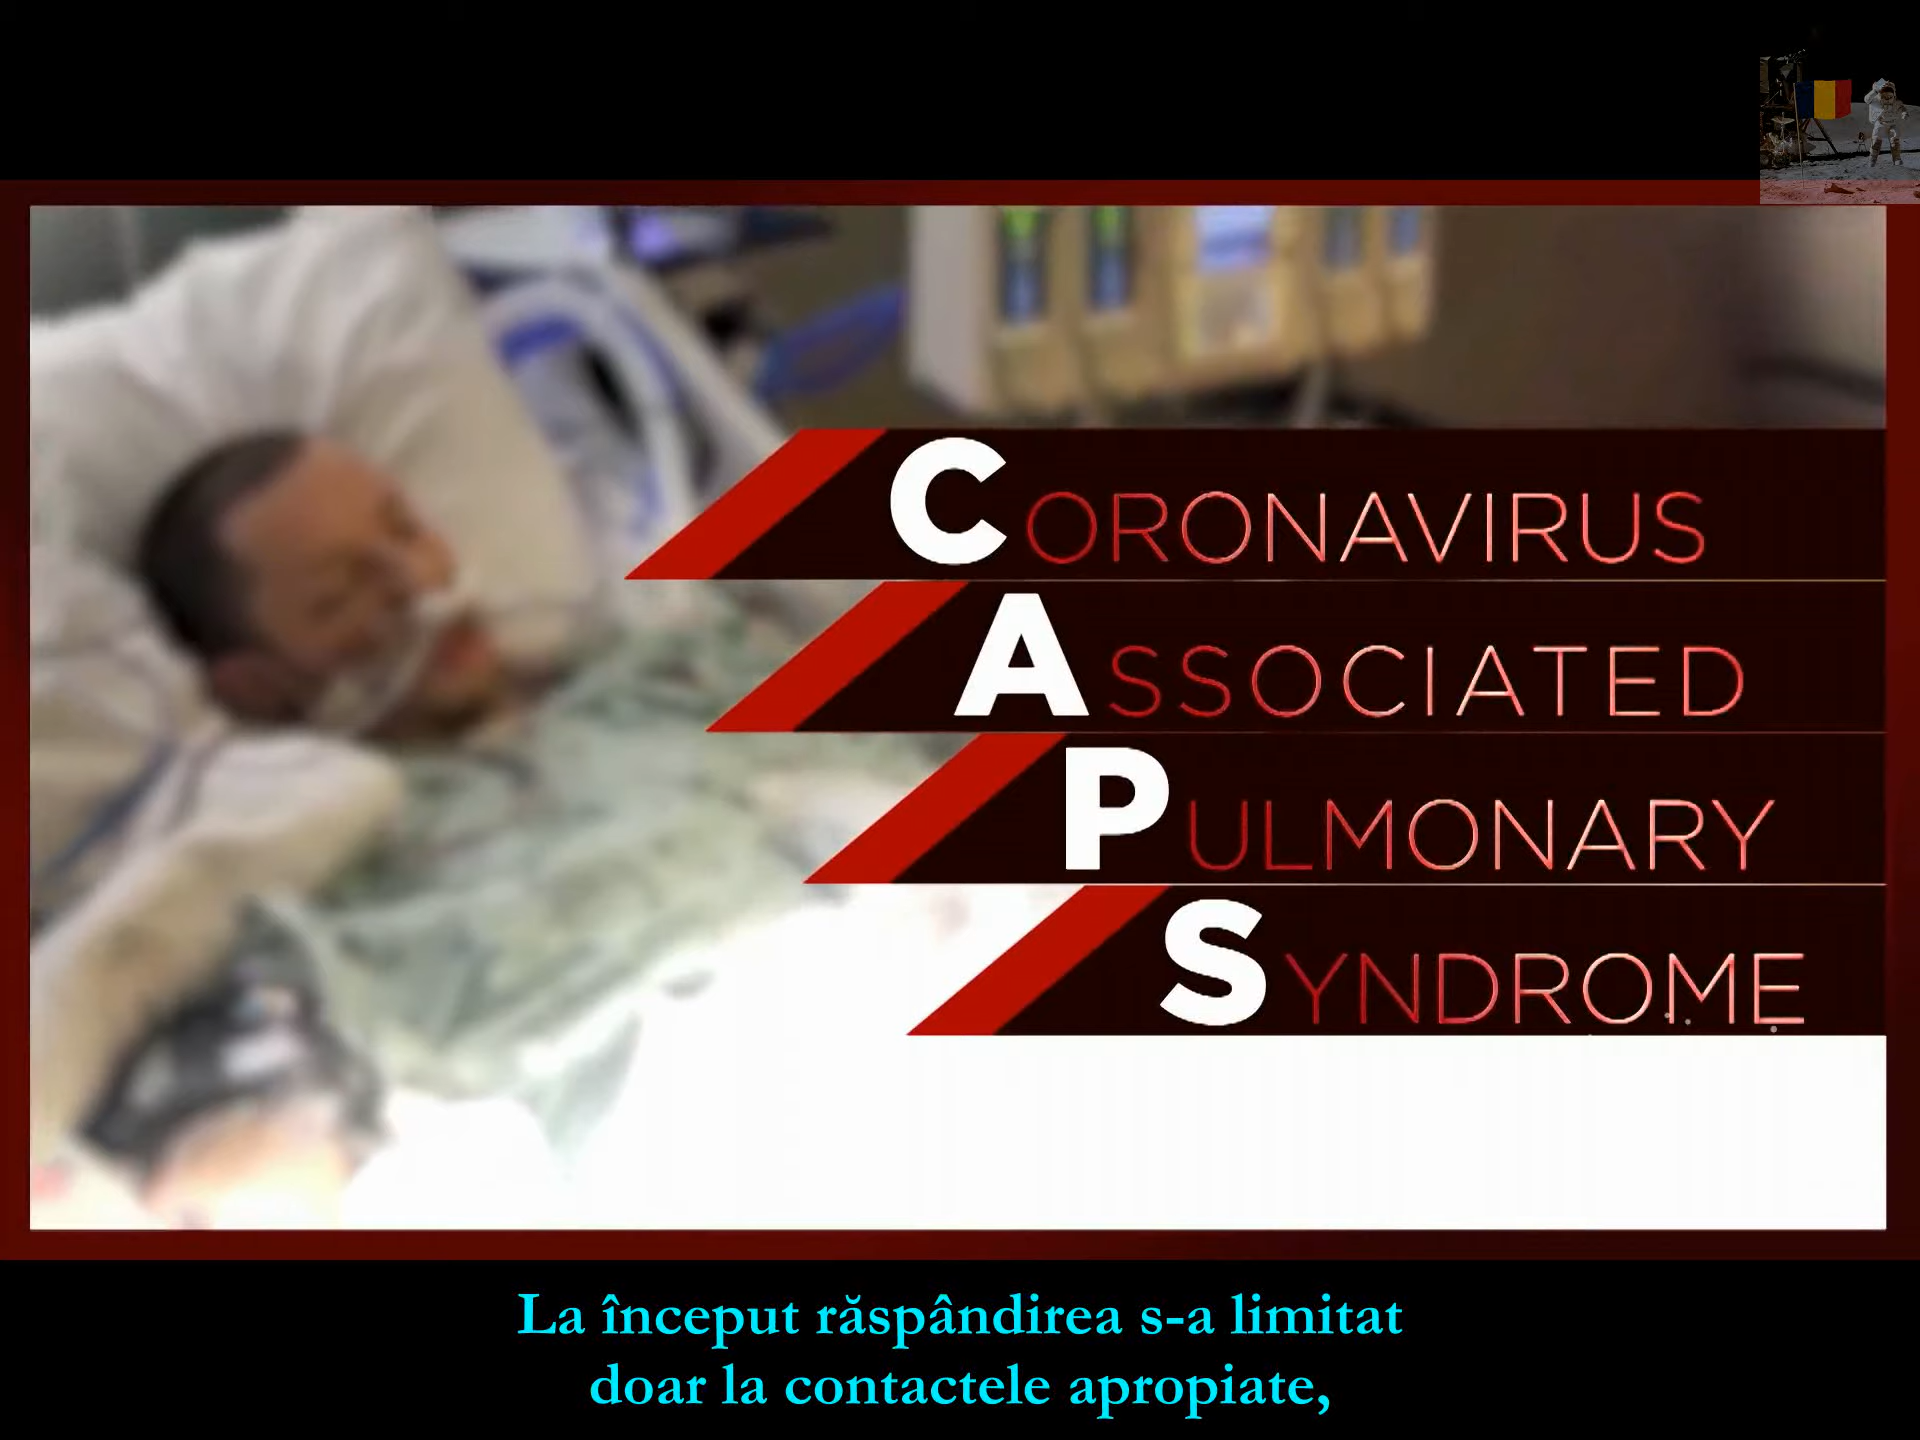 CORONAVIRUS
ASSOCIATED
PULMONARY
SYNDROME
La început răspândirea s-a limitat
doar la contactele apropiate,